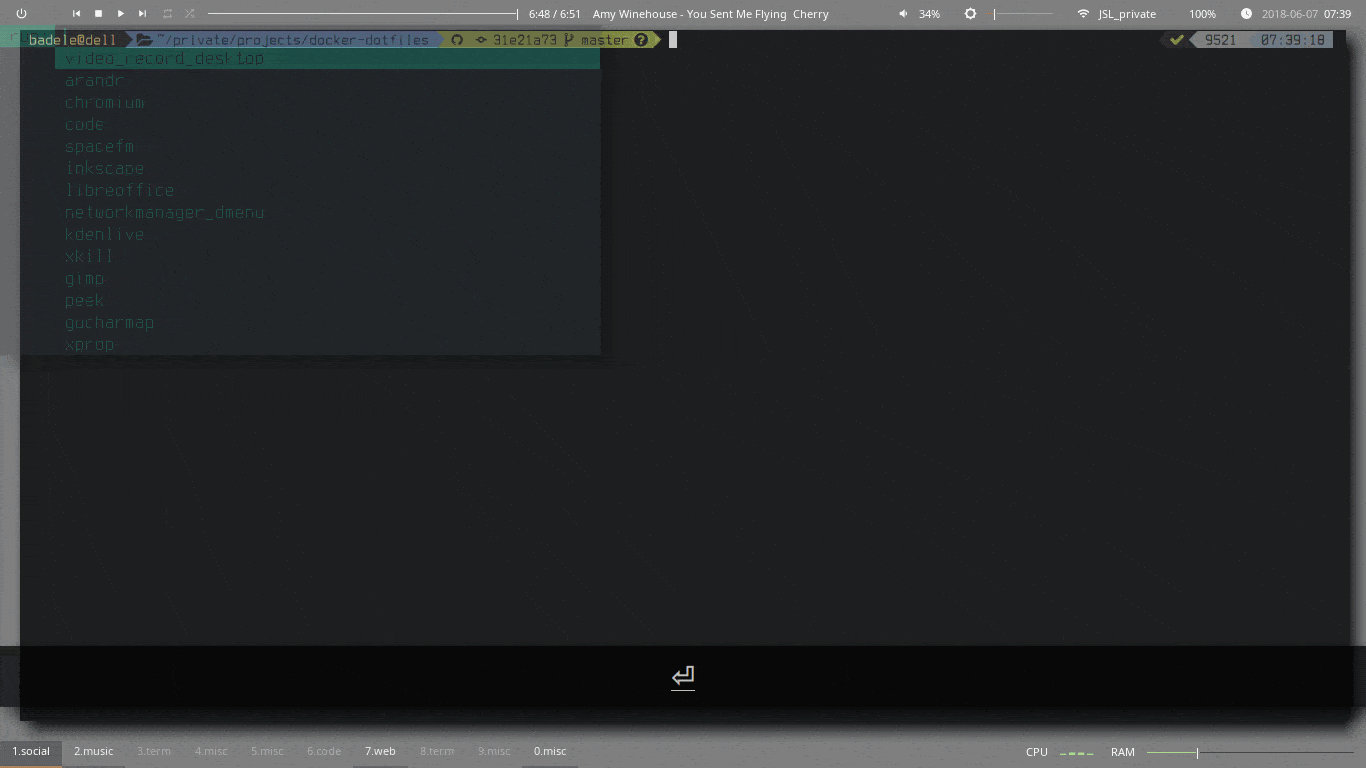 6:48 / 6:51 Amy Winehouse - You Sent Me Flying Cherry 34% JSL_private 100% 2018-06-07 07:39
badele@dell ~/private/projects/docker-dotfiles 31e21a73 master 9521 07:39:18
video_record_desktop
arandr
chromium
code
spacefm
inkscape
libreoffice
networkmanager_dmenu
kdenlive
xkill
gimp
peek
gucharmap
xprop
1.social 2.music 3.term 4.misc 5.misc 6.code 7.web 8.term 9.misc 0.misc CPU RAM